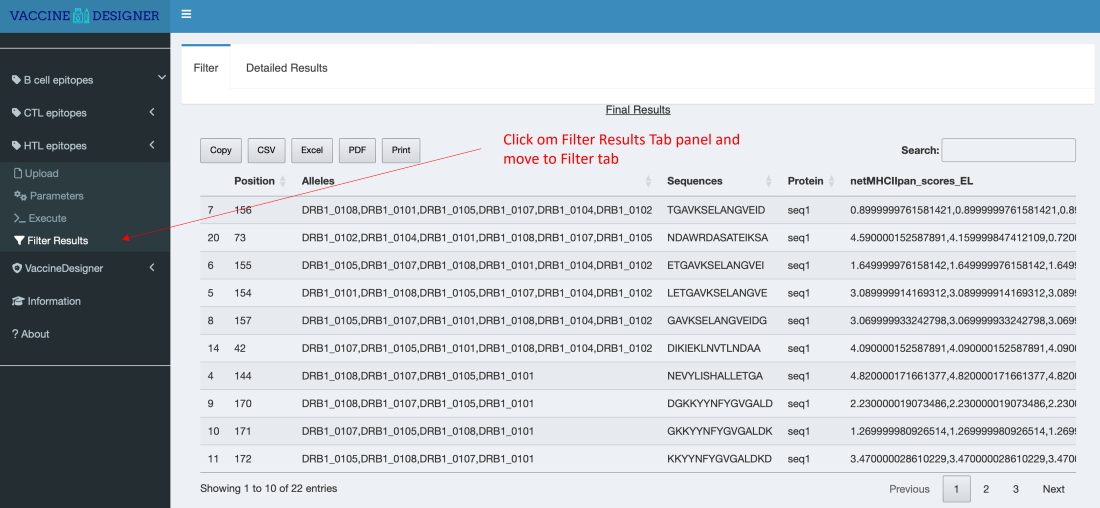 VACCINE DESIGNER
B cell epitopes
CTL epitopes
HTL epitopes
Upload
Parameters
Execute
Filter Results
VaccineDesigner
Information
? About
Filter Detailed Results
Final Results
Click om Filter Results Tab panel and
move to Filter tab
Copy CSV Excel PDF Print Search:
Position Alleles Sequences Protein netMHCIIpan_scores_EL
7 156 DRB1_0108,DRB1_0101,DRB1_0105,DRB1_0107,DRB1_0104,DRB1_0102 TGAVKSELANGVEID seq1 0.8999999761581421,0.8999999761581421,0.89
20 73 DRB1_0102,DRB1_0104,DRB1_0101,DRB1_0108,DRB1_0107,DRB1_0105 NDAWRDASATEIKSA seq1 4.590000152587891,4.159999847412109,0.7200
6 155 DRB1_0105,DRB1_0107,DRB1_0108,DRB1_0101,DRB1_0104,DRB1_0102 ETGAVKSELANGVEI seq1 1.649999976158142,1.649999976158142,1.6499
5 154 DRB1_0101,DRB1_0108,DRB1_0105,DRB1_0107,DRB1_0104,DRB1_0102 LETGAVKSELANGVE seq1 3.089999914169312,3.089999914169312,3.0899
8 157 DRB1_0105,DRB1_0107,DRB1_0101,DRB1_0108,DRB1_0104,DRB1_0102 GAVKSELANGVEIDG seq1 3.069999933242798,3.069999933242798,3.0699
14 42 DRB1_0107,DRB1_0105,DRB1_0101,DRB1_0108,DRB1_0104,DRB1_0102 DIKIEKLNVTLNDAA seq1 4.090000152587891,4.090000152587891,4.0900
4 144 DRB1_0108,DRB1_0107,DRB1_0105,DRB1_0101 NEVYLISHALLETGA seq1 4.820000171661377,4.820000171661377,4.8200
9 170 DRB1_0108,DRB1_0107,DRB1_0105,DRB1_0101 DGKKYYNFYGVGALD seq1 2.230000019073486,2.230000019073486,2.2300
10 171 DRB1_0107,DRB1_0105,DRB1_0108,DRB1_0101 GKKYYNFYGVGALDK seq1 1.269999980926514,1.269999980926514,1.2699
11 172 DRB1_0105,DRB1_0108,DRB1_0107,DRB1_0101 KKYYNFYGVGALDKD seq1 3.470000028610229,3.470000028610229,3.4700
Showing 1 to 10 of 22 entries Previous 1 2 3 Next